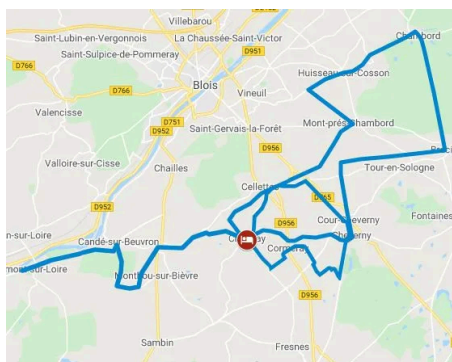 Villebarou
Saint-Lubin-en-Vergonnois
La Chaussée-Saint-Victor
Chambord
Saint-Sulpice-de-Pommeray
D951
D766
Huisseau-sur-Cosson
Blois
D766
Vineuil
Valencisse
D751
Mont-près-Chambord
D952
Saint-Gervais-la-Forêt
D956
Valloire-sur-Cisse
Chailles
Tour-en-Sologne
Cellettes
D765
D952
Cour-Cheverny
Fontaines
D956
Candé-sur-Beuvron
Cheverny
Cormeray
Monthou-sur-Bièvre
D956
Sambin
Fresnes